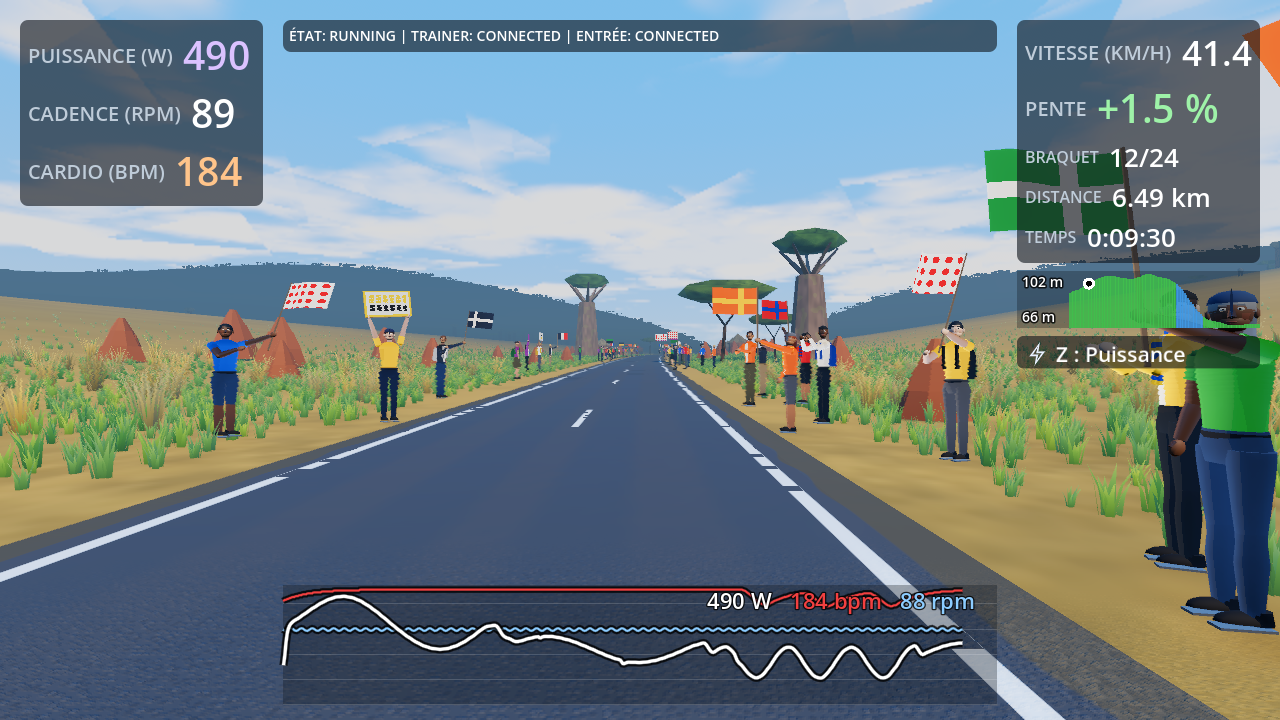 PUISSANCE (W) 490
CADENCE (RPM) 89
CARDIO (BPM) 184
ÉTAT: RUNNING | TRAINER: CONNECTED | ENTRÉE: CONNECTED
VITESSE (KM/H) 41.4
PENTE +1.5 %
BRAQUET 12/24
DISTANCE 6.49 km
TEMPS 0:09:30
102 m
66 m
Z : Puissance
490 W 184 bpm 88 rpm